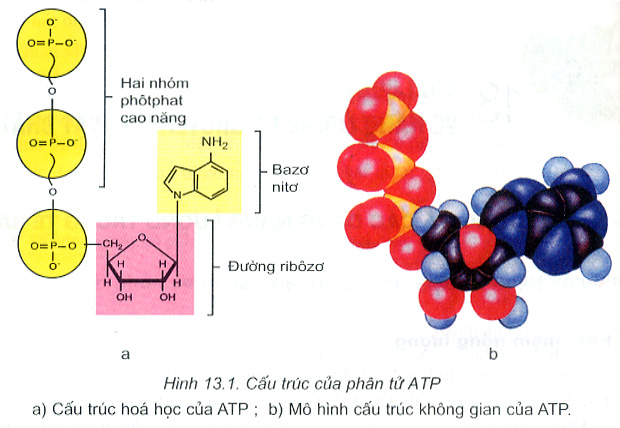 O⁻
O=P–O⁻
O
O=P–O⁻
O
O=P–O
O⁻
Hai nhóm
phôtphat
cao năng
NH₂
N
Bazơ
nitơ
CH₂
O
H H
H H
OH OH
Đường ribôzơ
a
b
Hình 13.1. Cấu trúc của phân tử ATP
a) Cấu trúc hoá học của ATP ; b) Mô hình cấu trúc không gian của ATP.